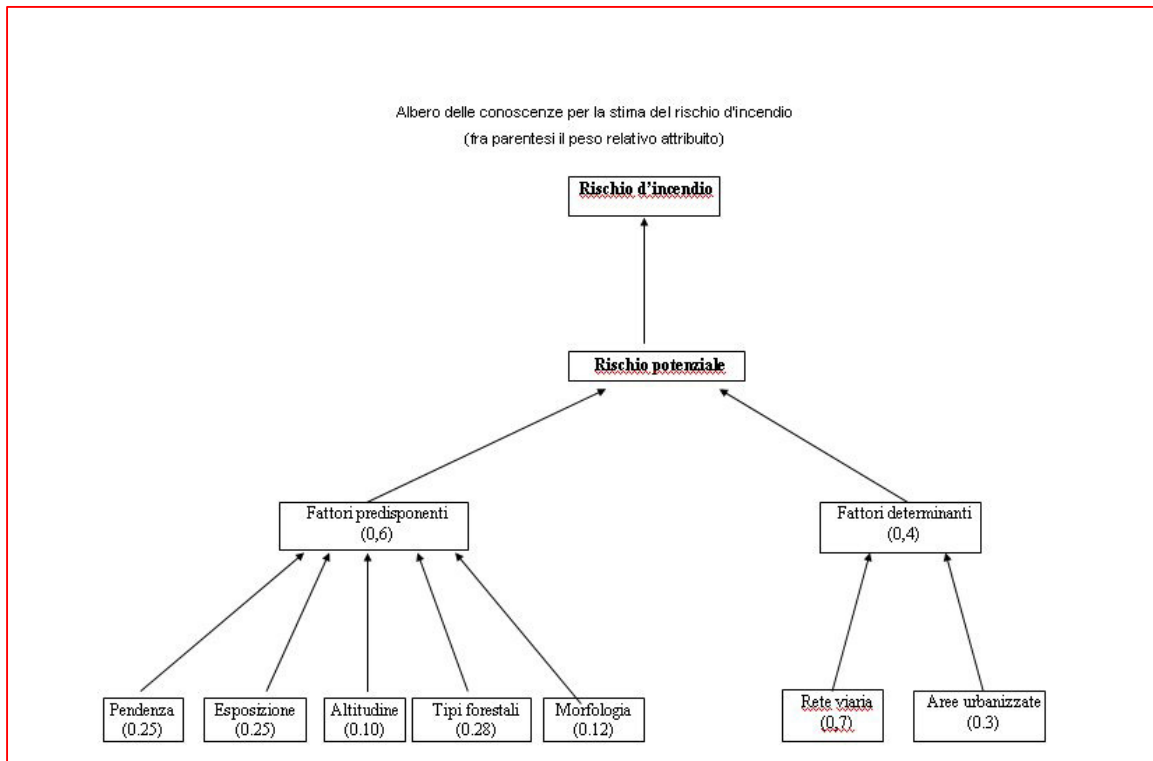 Albero delle conoscenze per la stima del rischio d'incendio
(fra parentesi il peso relativo attribuito)
Rischio d’incendio
Rischio potenziale
Fattori predisponenti
(0,6)
Fattori determinanti
(0,4)
Pendenza
(0.25)
Esposizione
(0.25)
Altitudine
(0.10)
Tipi forestali
(0.28)
Morfologia
(0.12)
Rete viaria
(0,7)
Aree urbanizzate
(0.3)